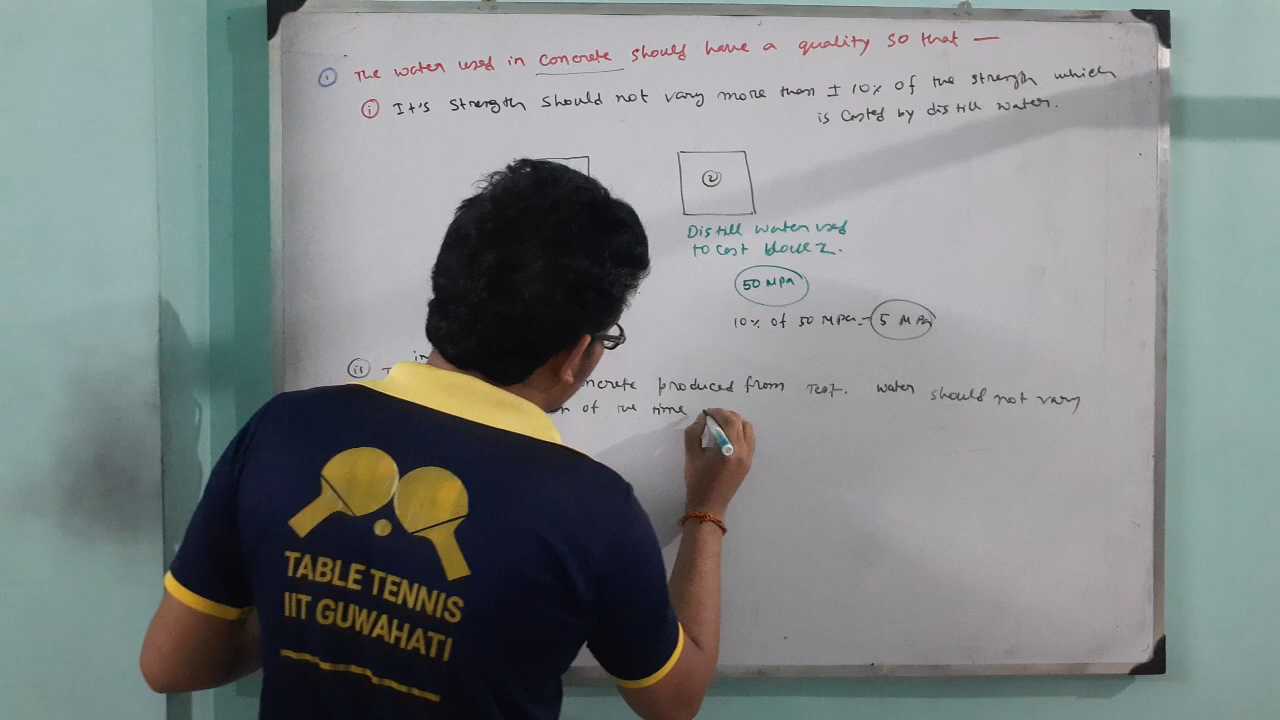 ① The water used in concrete should have a quality so that —
ⓘ It's strength should not vary more than ± 10% of the strength which
is casted by distill water.
②
Distill water used
to cast block 2.
50 MPa
10% of 50 MPa = 5 MPa
(ii)
ncrete produced from Test. water should not vary
of the time
TABLE TENNIS
IIT GUWAHATI